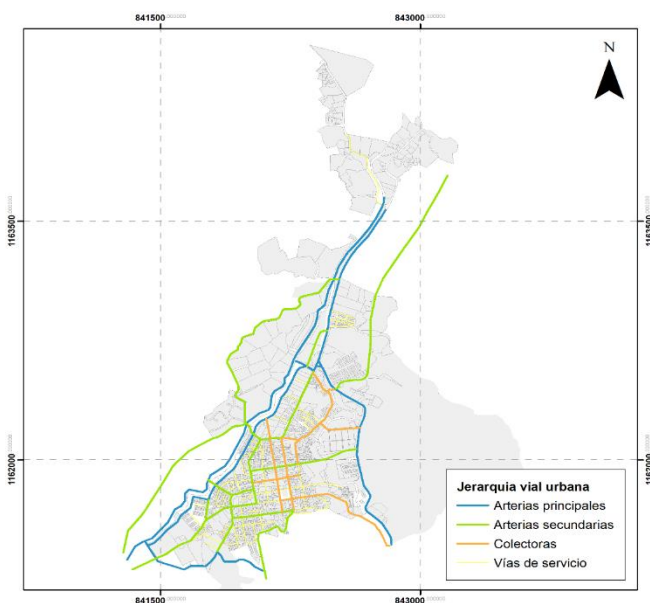 841500
843000
N
1163500
1163500
1162000
1162000
Jerarquia vial urbana
Arterias principales
Arterias secundarias
Colectoras
Vías de servicio
841500
843000